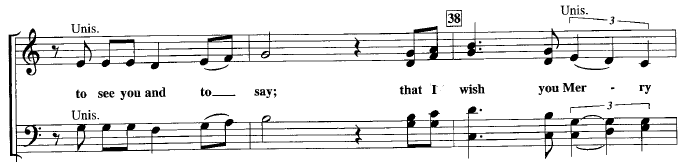 Unis.
38
Unis.
3
to see you and to say; that I wish you Mer - ry
Unis.
3